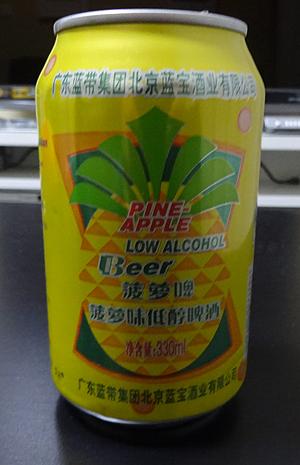 广东蓝带集团北京蓝宝酒业有限公司
PINE-
APPLE
LOW ALCOHOL
Beer
菠萝啤
菠萝味低醇啤酒
净含量:330ml
广东蓝带集团北京蓝宝酒业有限公司